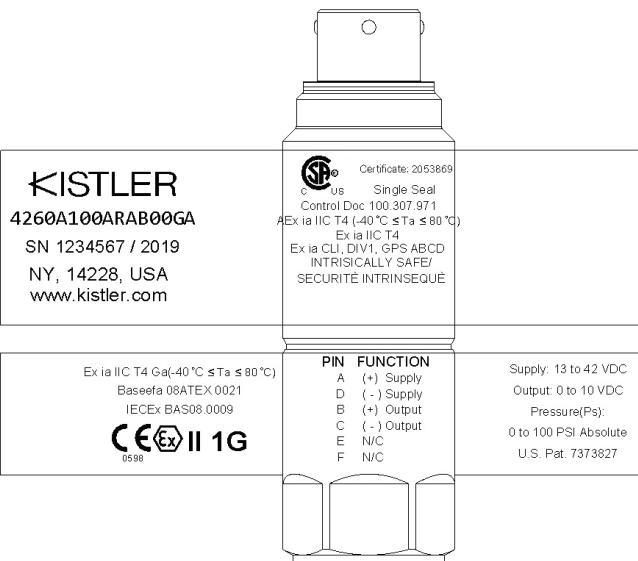 KISTLER
4260A100ARAB00GA
SN 1234567 / 2019
NY, 14228, USA
www.kistler.com
SA®
C US
Certificate: 2053869
Single Seal
Control Doc 100.307.971
AEx ia IIC T4 (-40 °C ≤ Ta ≤ 80 °C)
Ex ia IIC T4
Ex ia CLI, DIV1, GPS ABCD
INTRISICALLY SAFE/
SECURITÉ INTRINSEQUÉ
Ex ia IIC T4 Ga(-40 °C ≤ Ta ≤ 80 °C)
Baseefa 08ATEX 0021
IECEx BAS08.0009
CE Ex II 1G
0598
PIN FUNCTION
A (+) Supply
D (-) Supply
B (+) Output
C (-) Output
E N/C
F N/C
Supply: 13 to 42 VDC
Output: 0 to 10 VDC
Pressure(Ps):
0 to 100 PSI Absolute
U.S. Pat. 7373827